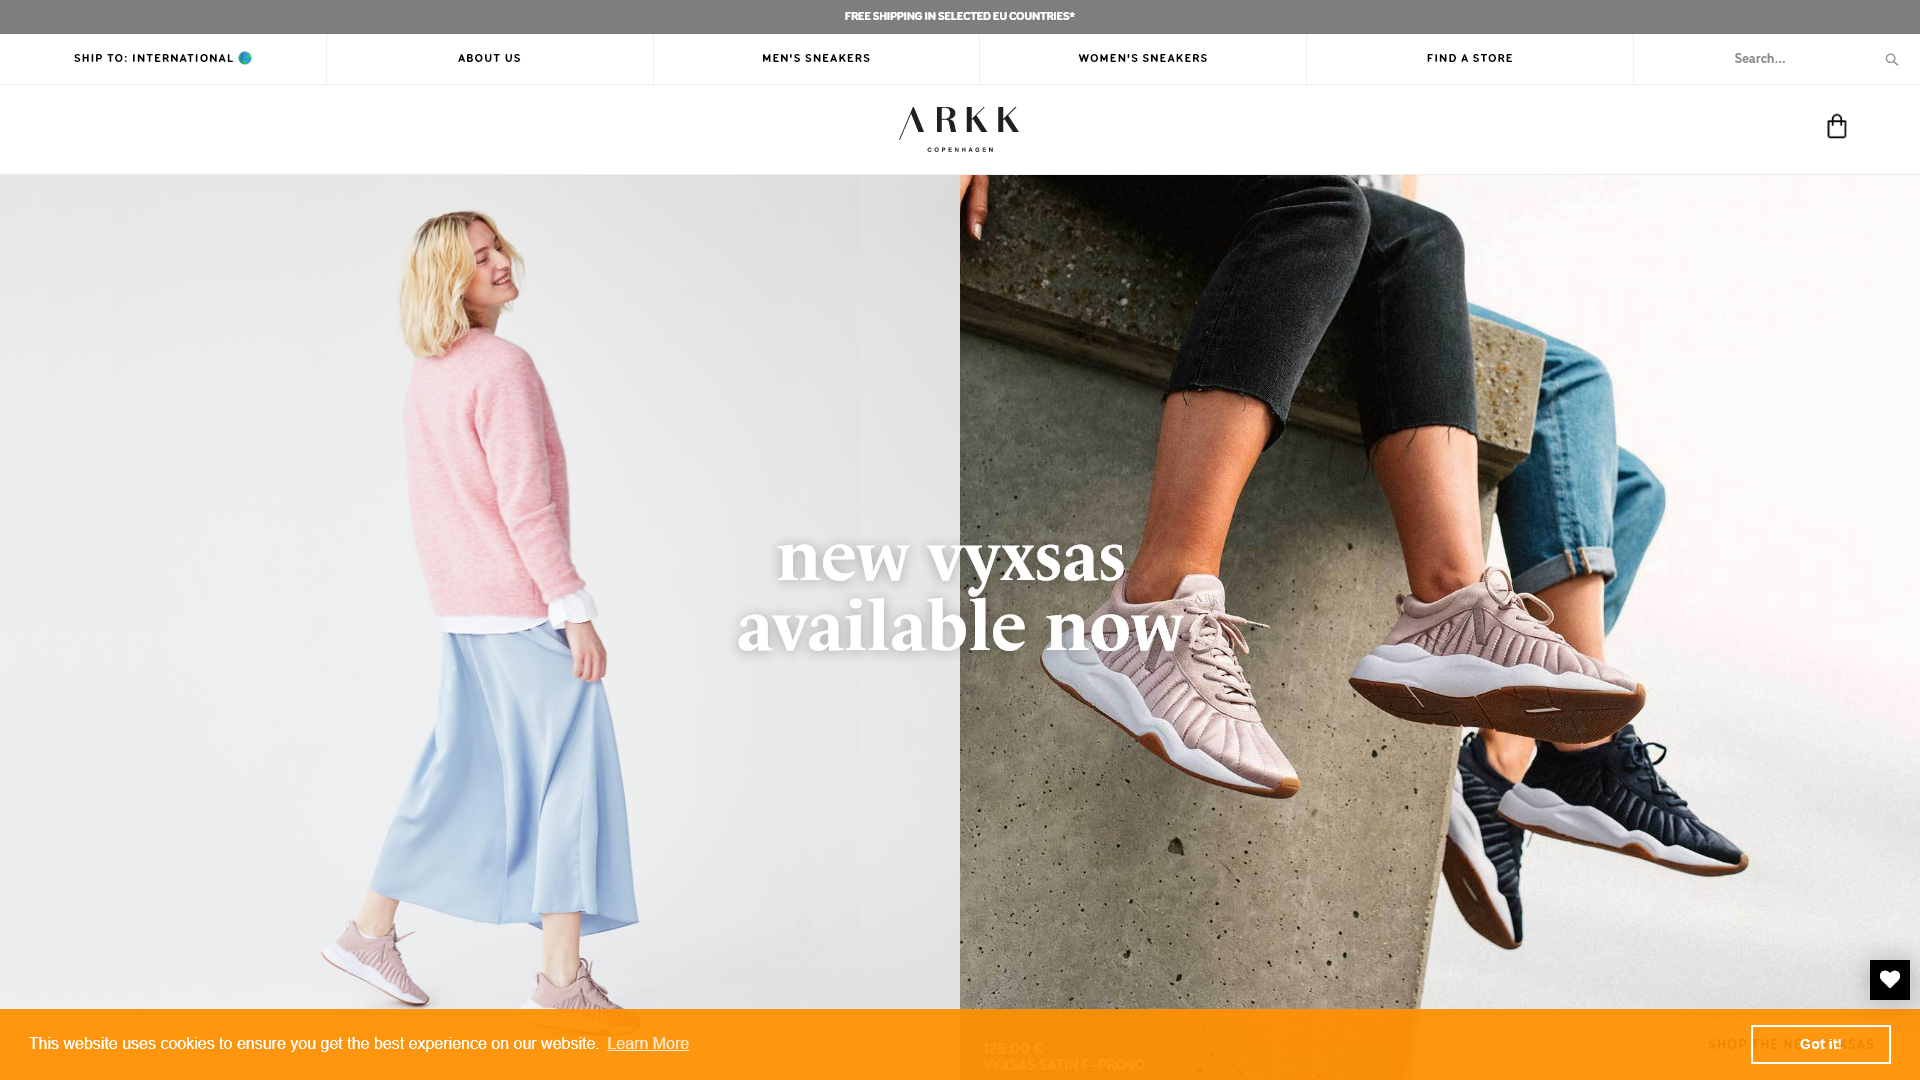 FREE SHIPPING IN SELECTED EU COUNTRIES*
SHIP TO: INTERNATIONAL
ABOUT US
MEN'S SNEAKERS
WOMEN'S SNEAKERS
FIND A STORE
Search...
ARKK
COPENHAGEN
new vyxsas
available now
ARKK
This website uses cookies to ensure you get the best experience on our website. Learn More
125.00 €
VYXSAS SATIN F-PRO90
SHOP THE
Got it!